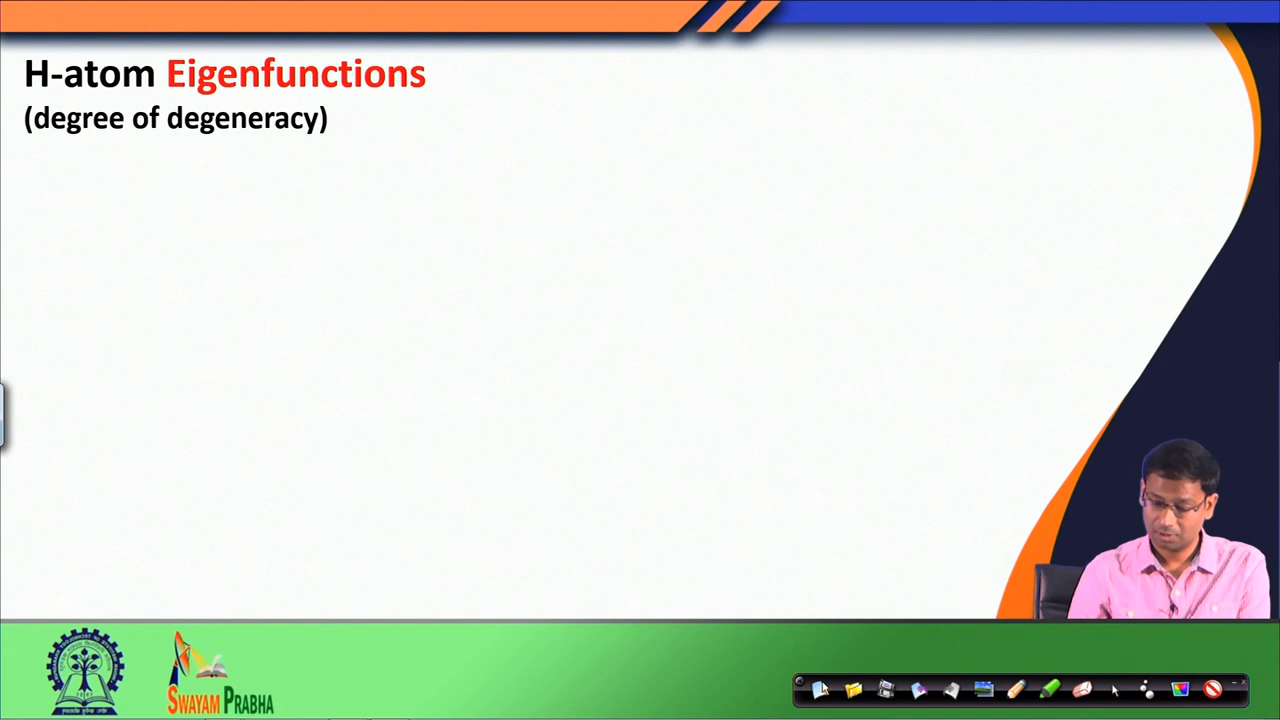 H-atom Eigenfunctions
(degree of degeneracy)
SWAYAM PRABHA